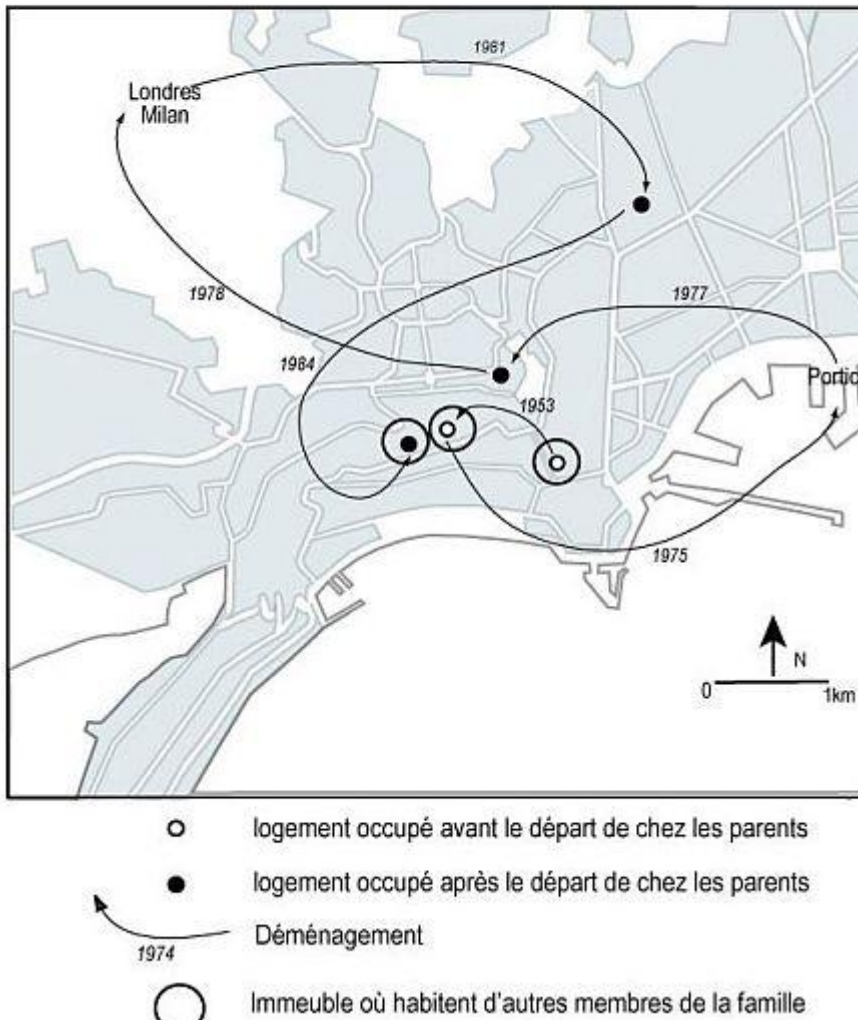 1981
Londres
Milan
1978
1977
1984
Portic
1953
1975
N
0 1km
logement occupé avant le départ de chez les parents
logement occupé après le départ de chez les parents
Déménagement
1974
Immeuble où habitent d'autres membres de la famille